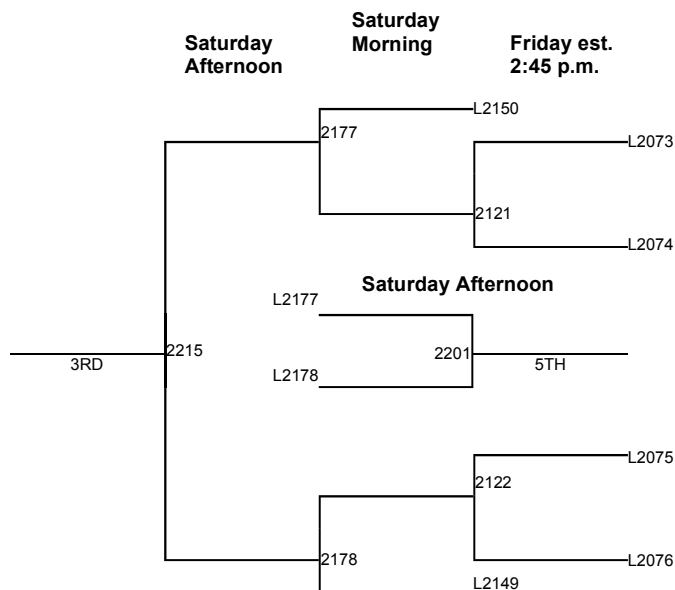 Saturday
Afternoon
Saturday
Morning
Friday est.
2:45 p.m.
L2150
2177
L2073
2121
L2074
Saturday Afternoon
L2177
2215
3RD
2201
5TH
L2178
L2075
2122
2178
L2076
L2149